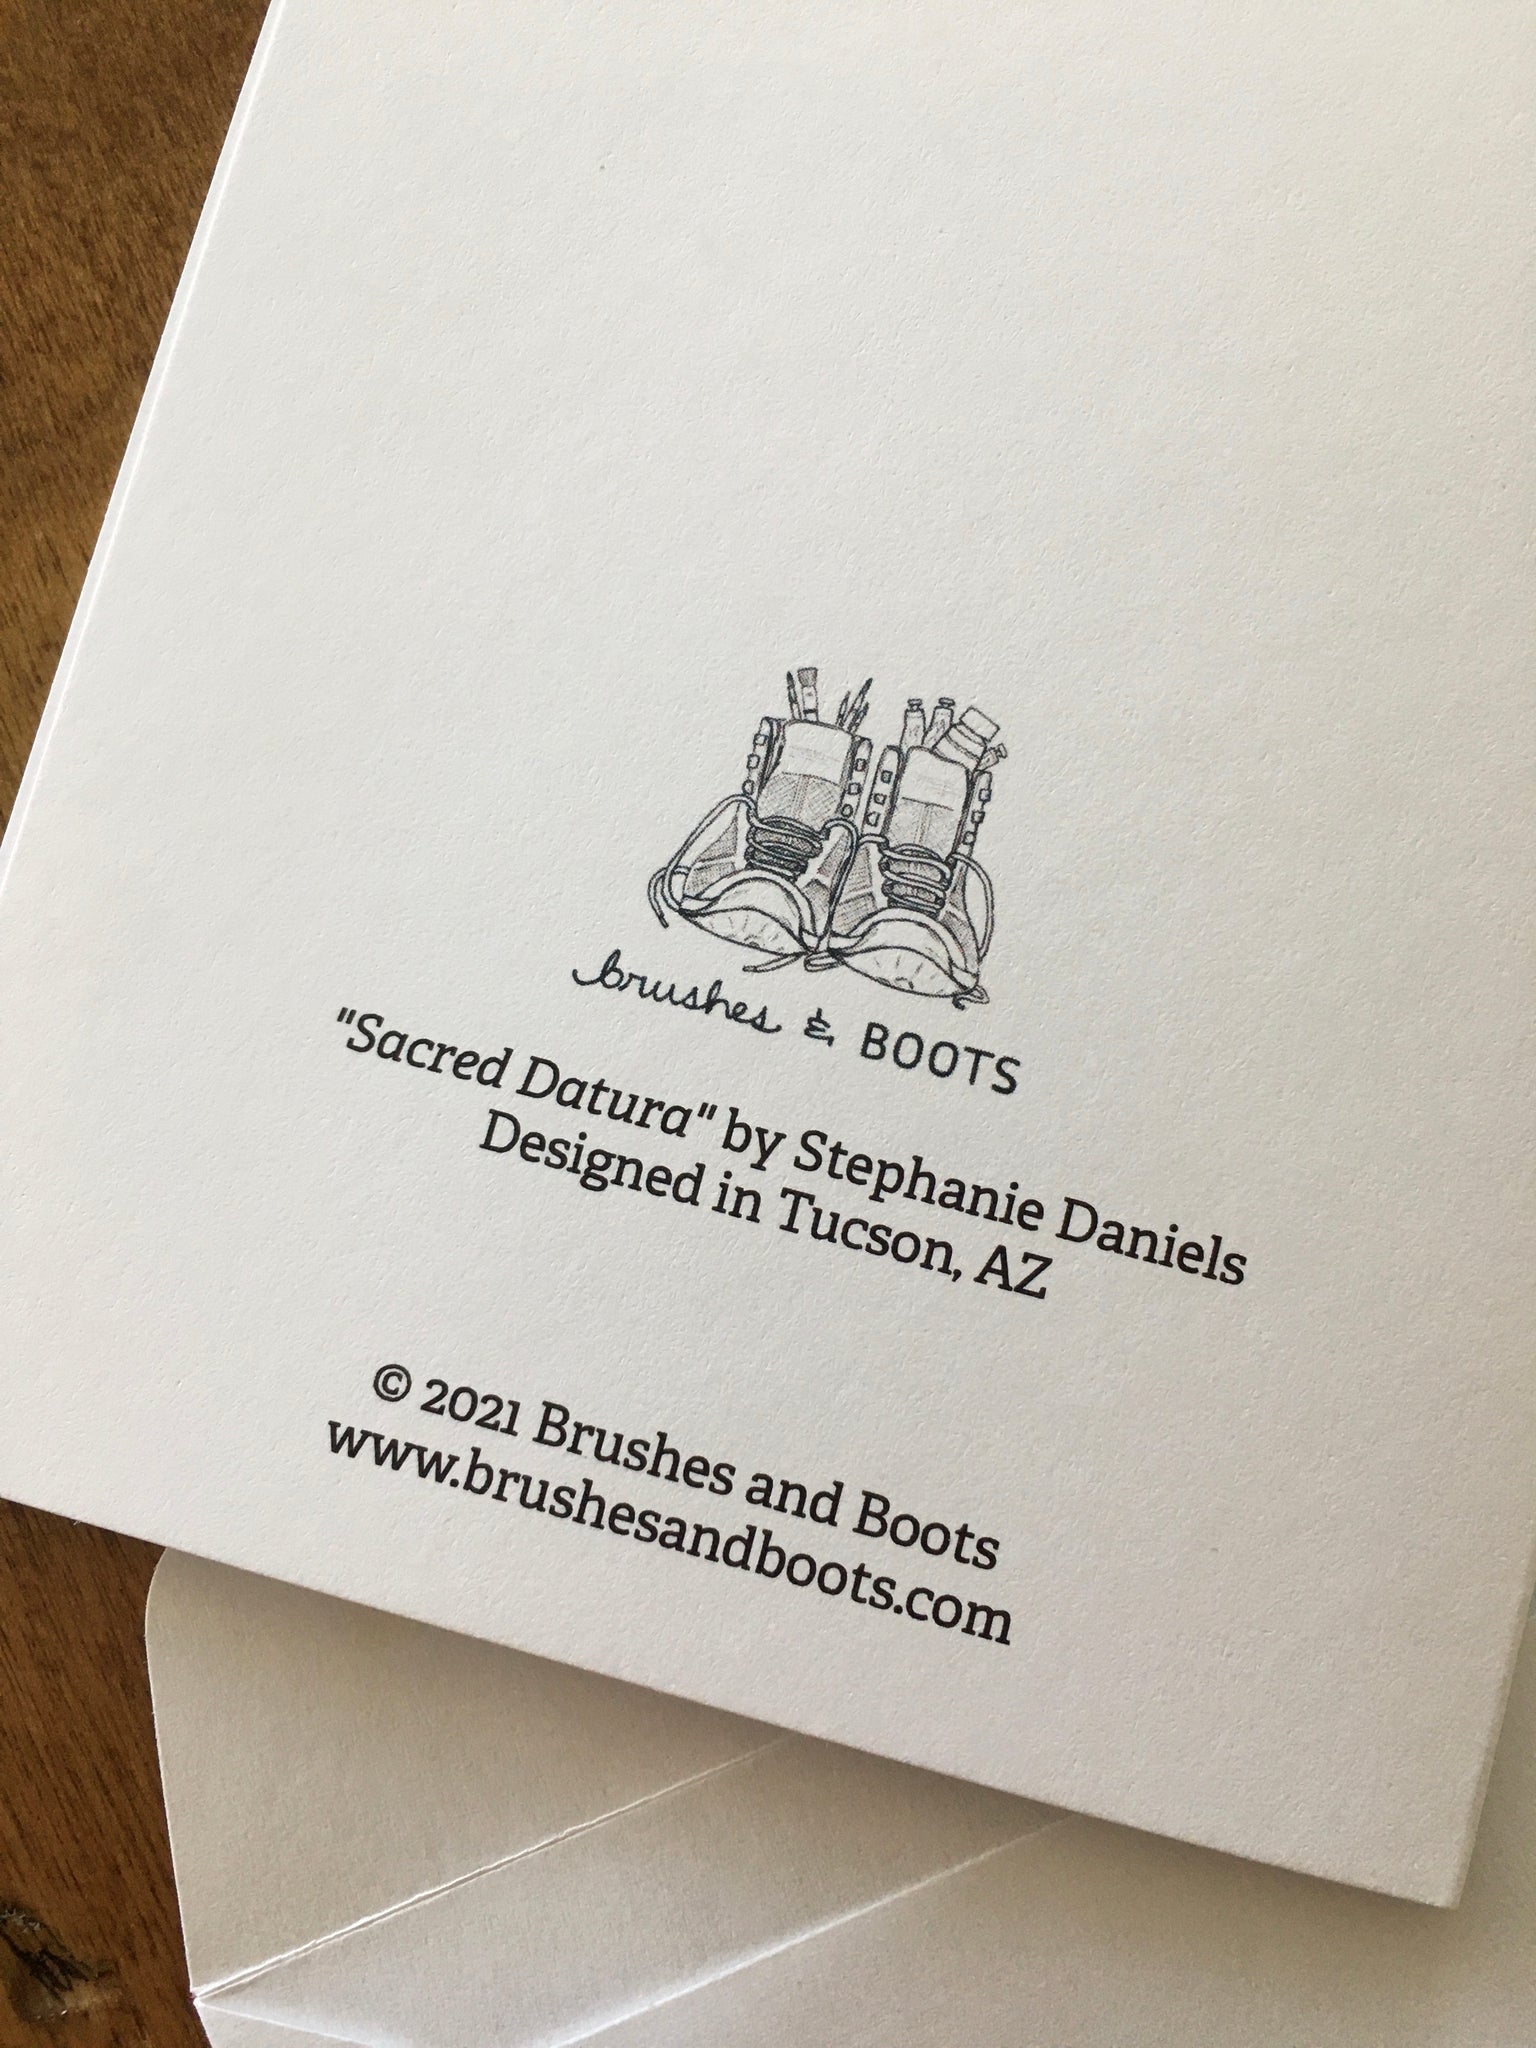 brushes & BOOTS
"Sacred Datura" by Stephanie Daniels
Designed in Tucson, AZ
© 2021 Brushes and Boots
www.brushesandboots.com